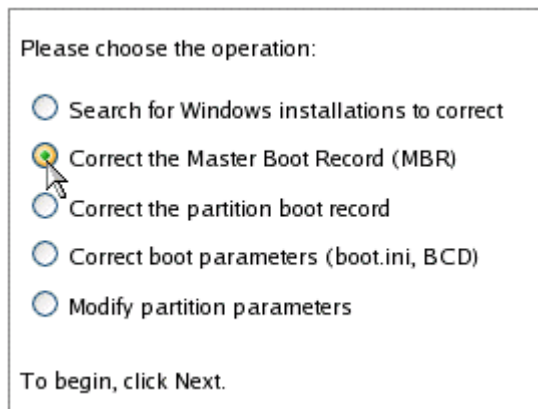 Please choose the operation:
Search for Windows installations to correct
Correct the Master Boot Record (MBR)
Correct the partition boot record
Correct boot parameters (boot.ini, BCD)
Modify partition parameters
To begin, click Next.